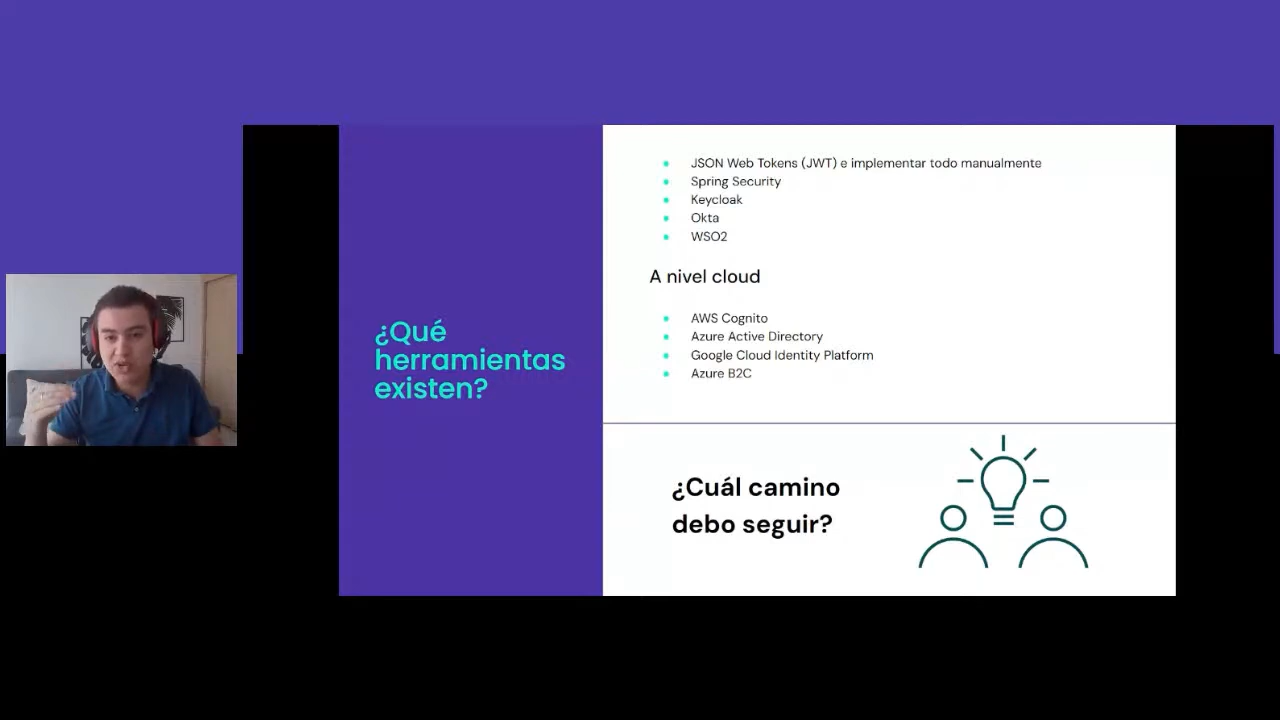 ¿Qué
herramientas
existen?
JSON Web Tokens (JWT) e implementar todo manualmente
Spring Security
Keycloak
Okta
WSO2
A nivel cloud
AWS Cognito
Azure Active Directory
Google Cloud Identity Platform
Azure B2C
¿Cuál camino
debo seguir?